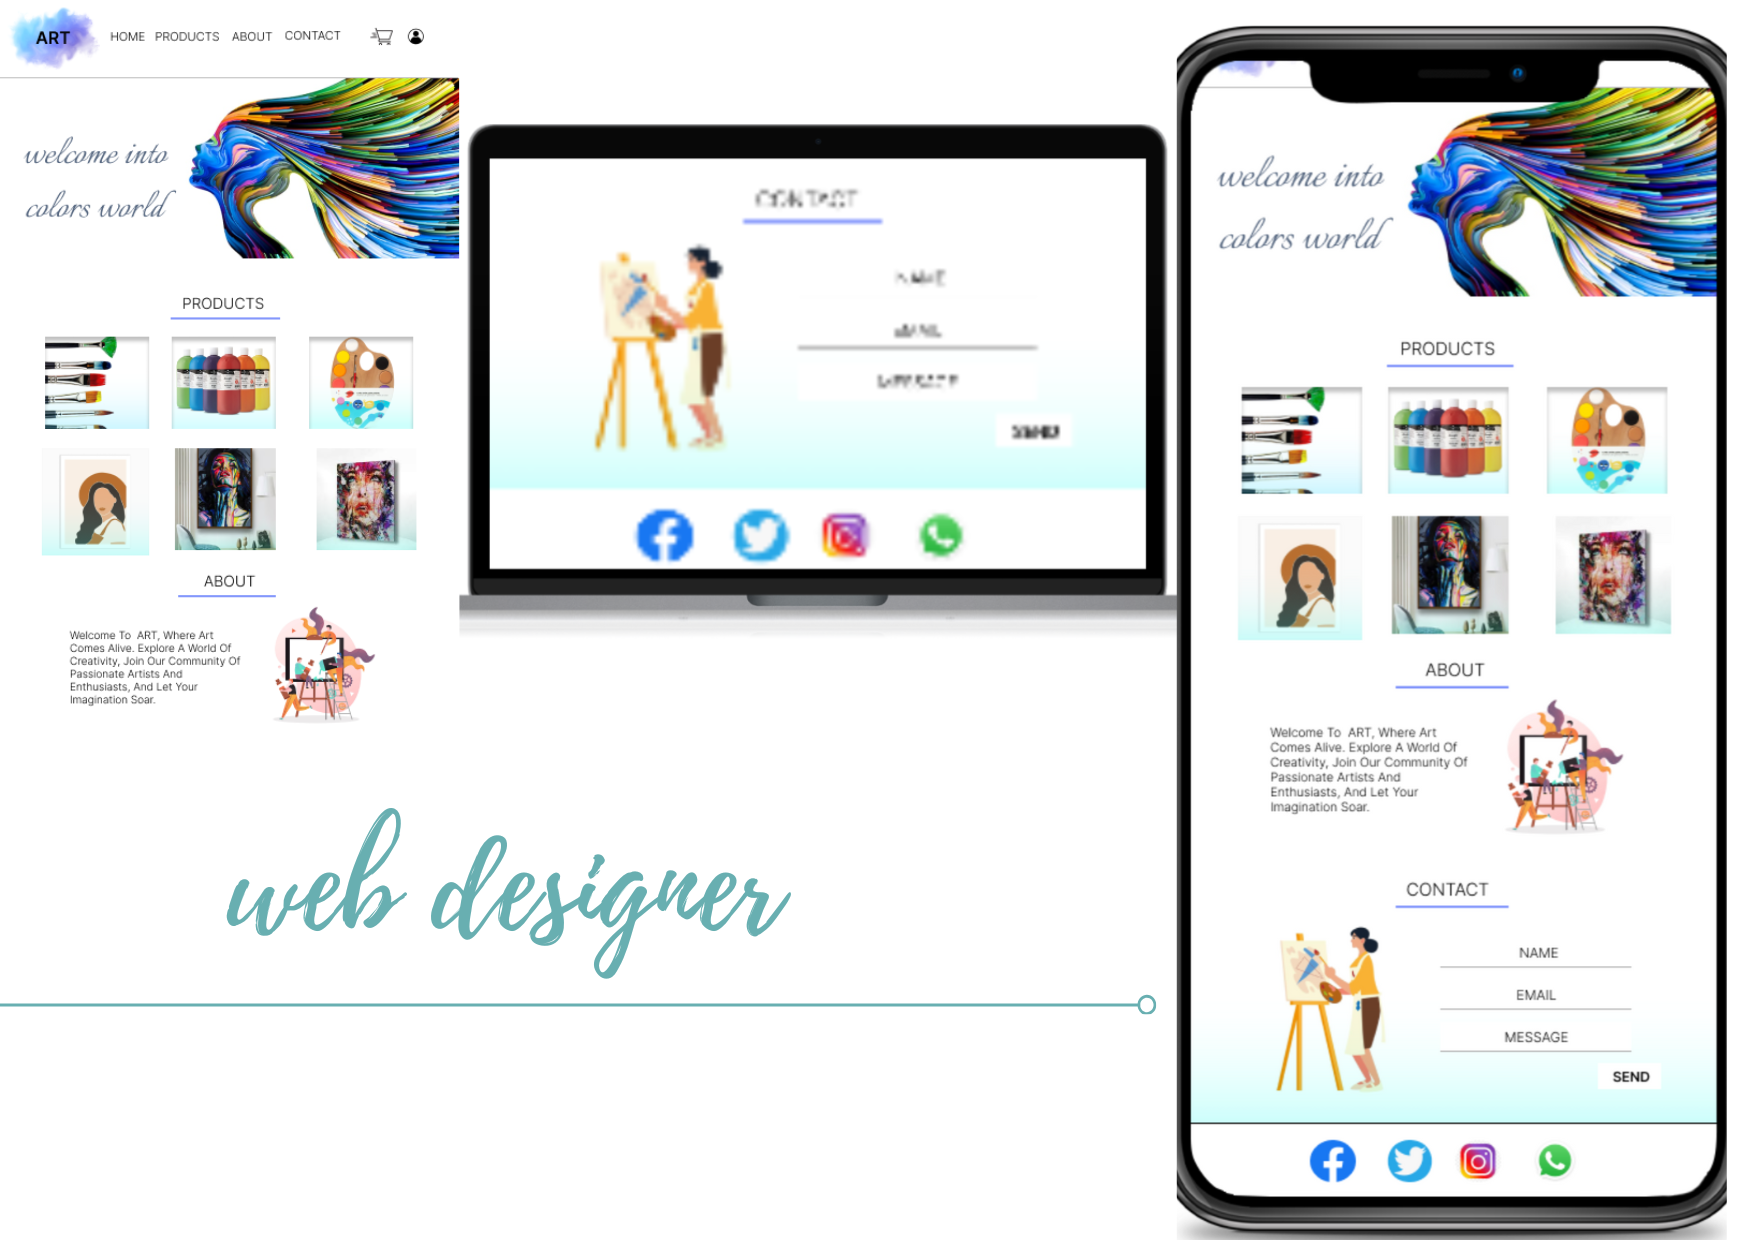 ART
HOME PRODUCTS ABOUT CONTACT
welcome into
colors world
PRODUCTS
ABOUT
Welcome To ART, Where Art
Comes Alive. Explore A World Of
Creativity, Join Our Community Of
Passionate Artists And
Enthusiasts, And Let Your
Imagination Soar.
CONTACT
NAME
EMAIL
SEND
web designer
welcome into
colors world
PRODUCTS
ABOUT
Welcome To ART, Where Art
Comes Alive. Explore A World Of
Creativity, Join Our Community Of
Passionate Artists And
Enthusiasts, And Let Your
Imagination Soar.
CONTACT
NAME
EMAIL
MESSAGE
SEND